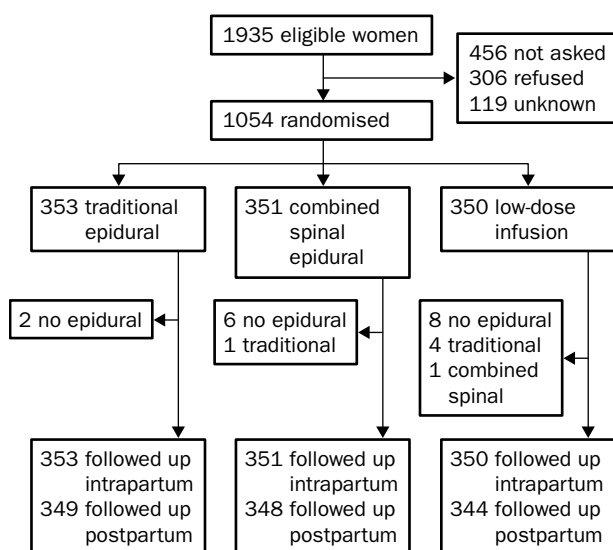 1935 eligible women
456 not asked
306 refused
119 unknown
1054 randomised
353 traditional
epidural
351 combined
spinal
epidural
350 low-dose
infusion
2 no epidural
6 no epidural
1 traditional
8 no epidural
4 traditional
1 combined
spinal
353 followed up
intrapartum
349 followed up
postpartum
351 followed up
intrapartum
348 followed up
postpartum
350 followed up
intrapartum
344 followed up
postpartum